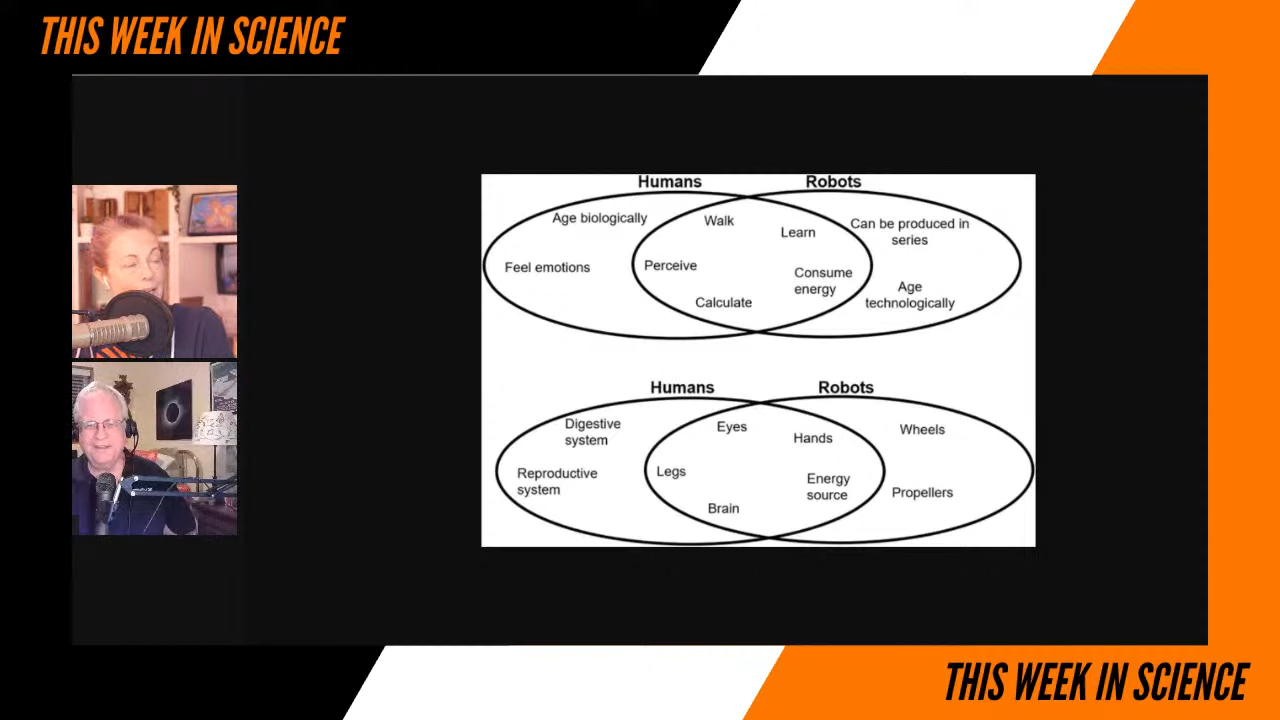 THIS WEEK IN SCIENCE
Humans
Robots
Age biologically
Feel emotions
Walk
Learn
Perceive
Consume
energy
Calculate
Can be produced in
series
Age
technologically
Humans
Robots
Digestive
system
Reproductive
system
Eyes
Hands
Legs
Energy
source
Brain
Wheels
Propellers
THIS WEEK IN SCIENCE